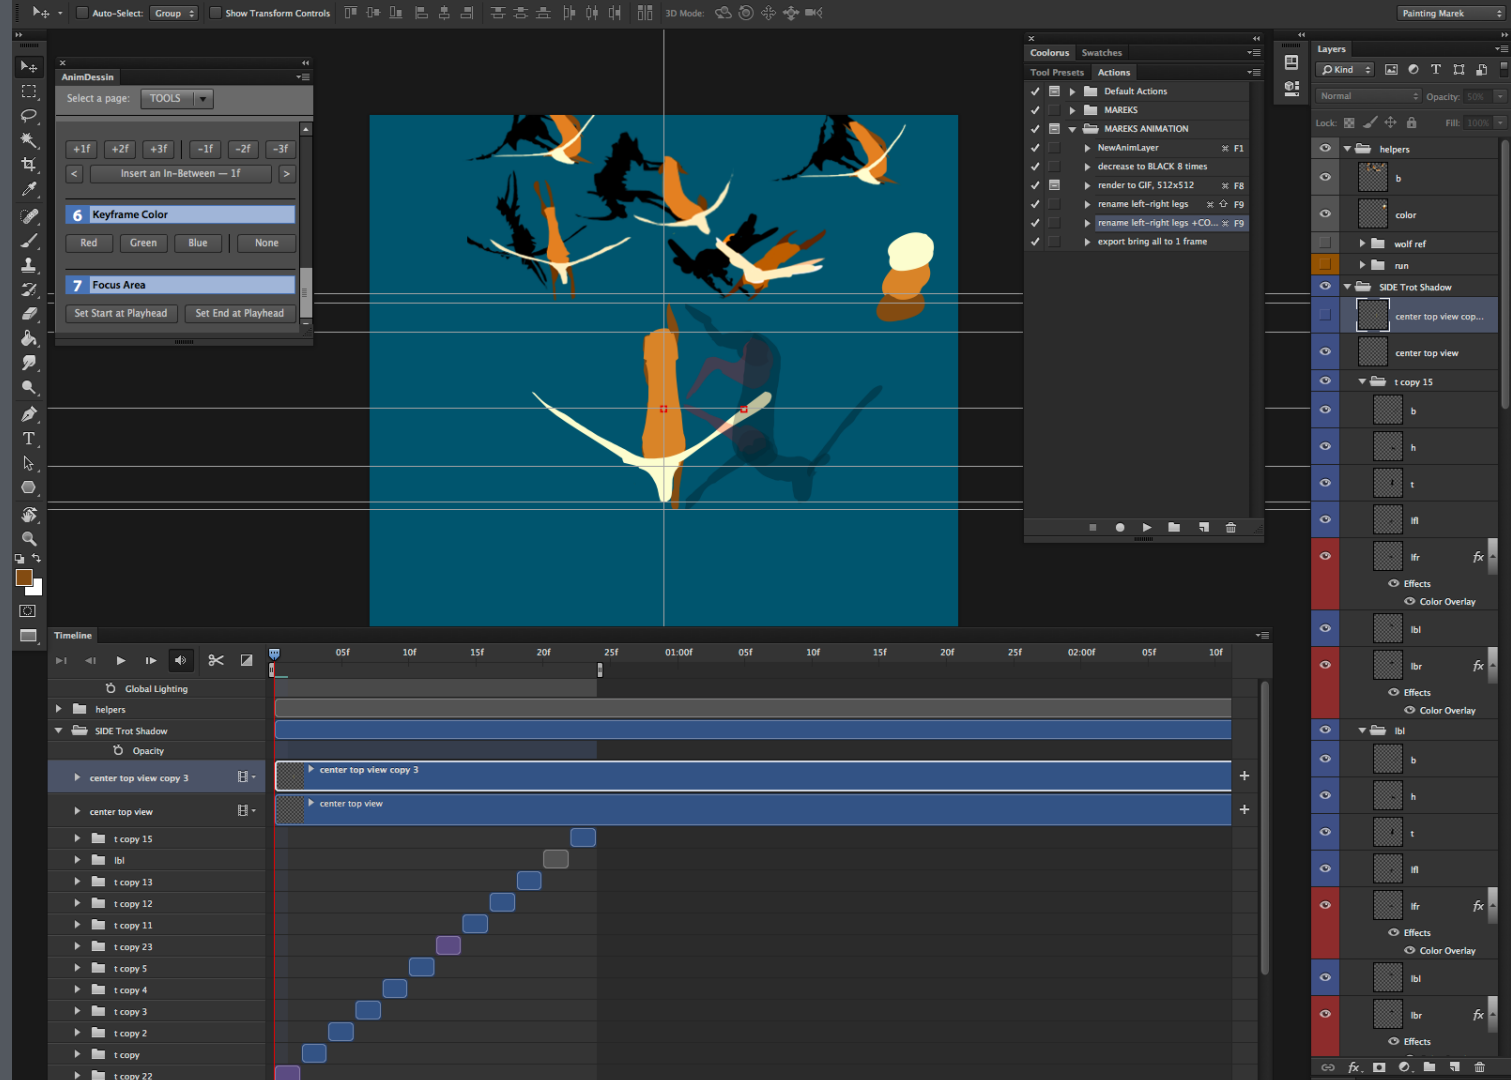 Auto-Select: Group Show Transform Controls 3D Mode: Painting Marek
AnimDessin
Select a page: TOOLS
+1f +2f +3f -1f -2f -3f
< Insert an In-Between — 1f >
6 Keyframe Color
Red Green Blue None
7 Focus Area
Set Start at Playhead Set End at Playhead
Coolorus Swatches
Tool Presets Actions
Default Actions
MAREKS
MAREKS ANIMATION
NewAnimLayer ⌘ F1
decrease to BLACK 8 times
render to GIF, 512x512 ⌘ F8
rename left-right legs ⌘ ⇧ F9
rename left-right legs +CO... ⌘ F9
export bring all to 1 frame
Layers
Kind
Normal Opacity: 50%
Lock: Fill: 100%
helpers
b
color
wolf ref
run
SIDE Trot Shadow
center top view cop...
center top view
t copy 15
b
h
t
lfl
lfr fx
Effects
Color Overlay
lbl
lbr fx
Effects
Color Overlay
lbl
b
h
t
lfl
lfr fx
Effects
Color Overlay
lbl
lbr fx
Effects
fx
Timeline
05f 10f 15f 20f 25f 01:00f 05f 10f 15f 20f 25f 02:00f 05f 10f
Global Lighting
helpers
SIDE Trot Shadow
Opacity
center top view copy 3 center top view copy 3
center top view center top view
t copy 15
lbl
t copy 13
t copy 12
t copy 11
t copy 23
t copy 5
t copy 4
t copy 3
t copy 2
t copy
t copy 22